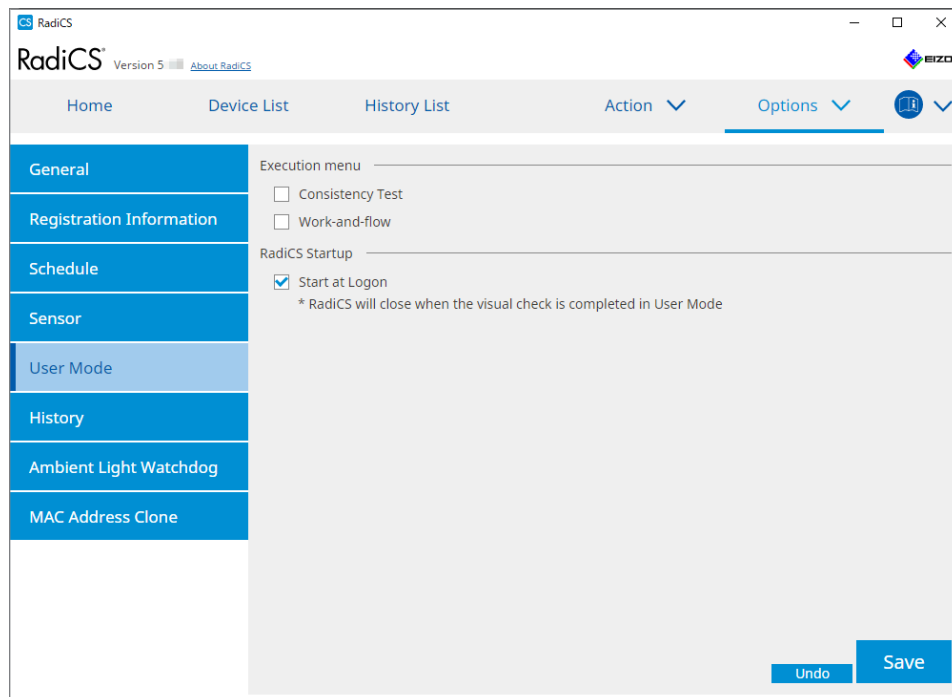 CS RadiCS
RadiCS® Version 5 About RadiCS
EIZO
Home Device List History List Action Options
General
Registration Information
Schedule
Sensor
User Mode
History
Ambient Light Watchdog
MAC Address Clone
Execution menu
Consistency Test
Work-and-flow
RadiCS Startup
Start at Logon
* RadiCS will close when the visual check is completed in User Mode
Undo Save